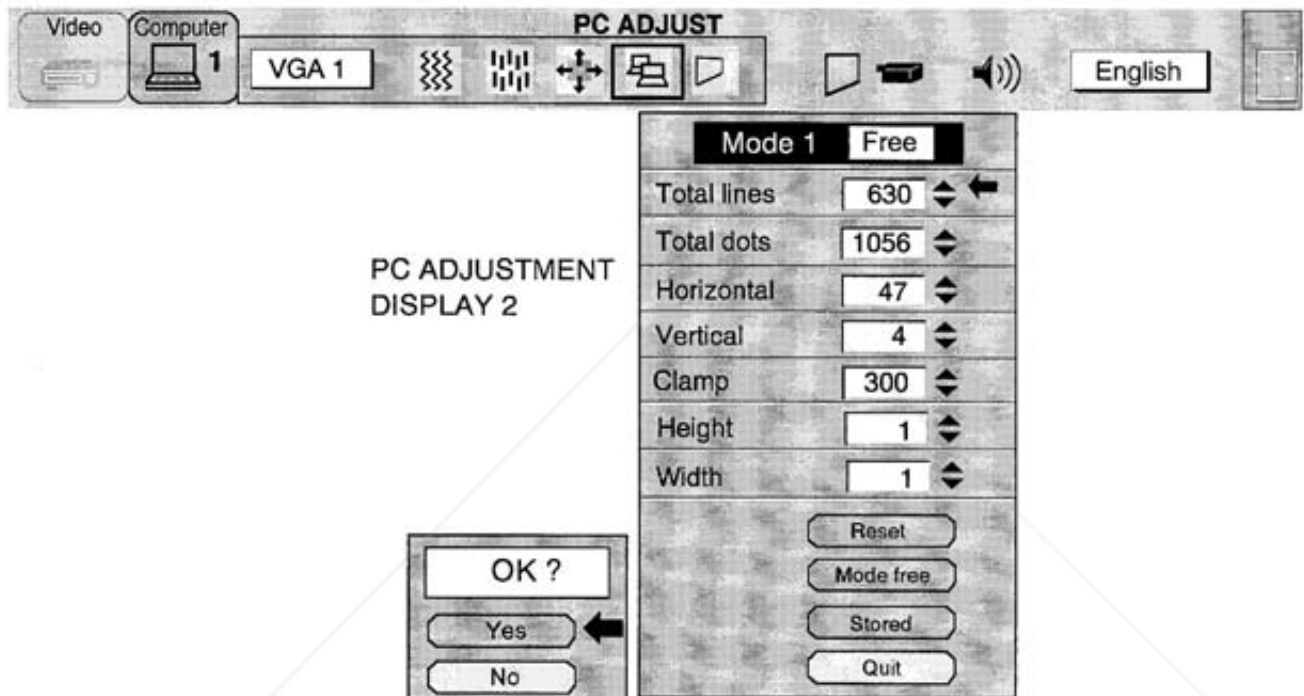 PC ADJUST
Video
Computer
1
VGA 1
English
Mode 1 Free
Total lines 630
Total dots 1056
PC ADJUSTMENT
DISPLAY 2
Horizontal 47
Vertical 4
Clamp 300
Height 1
Width 1
Reset
Mode free
Stored
Quit
OK ?
Yes
No